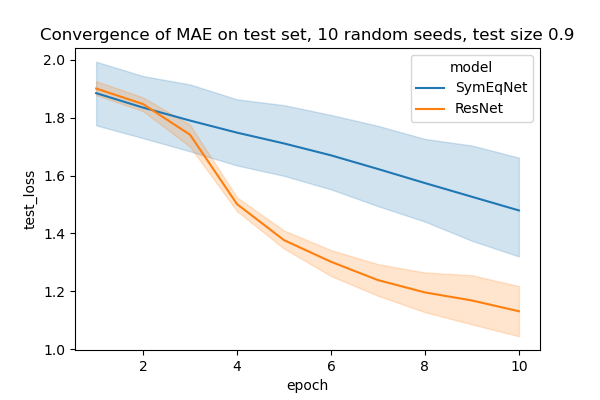 Convergence of MAE on test set, 10 random seeds, test size 0.9
2.0
1.8
1.6
1.4
1.2
1.0
test_loss
model
SymEqNet
ResNet
2
4
6
8
10
epoch